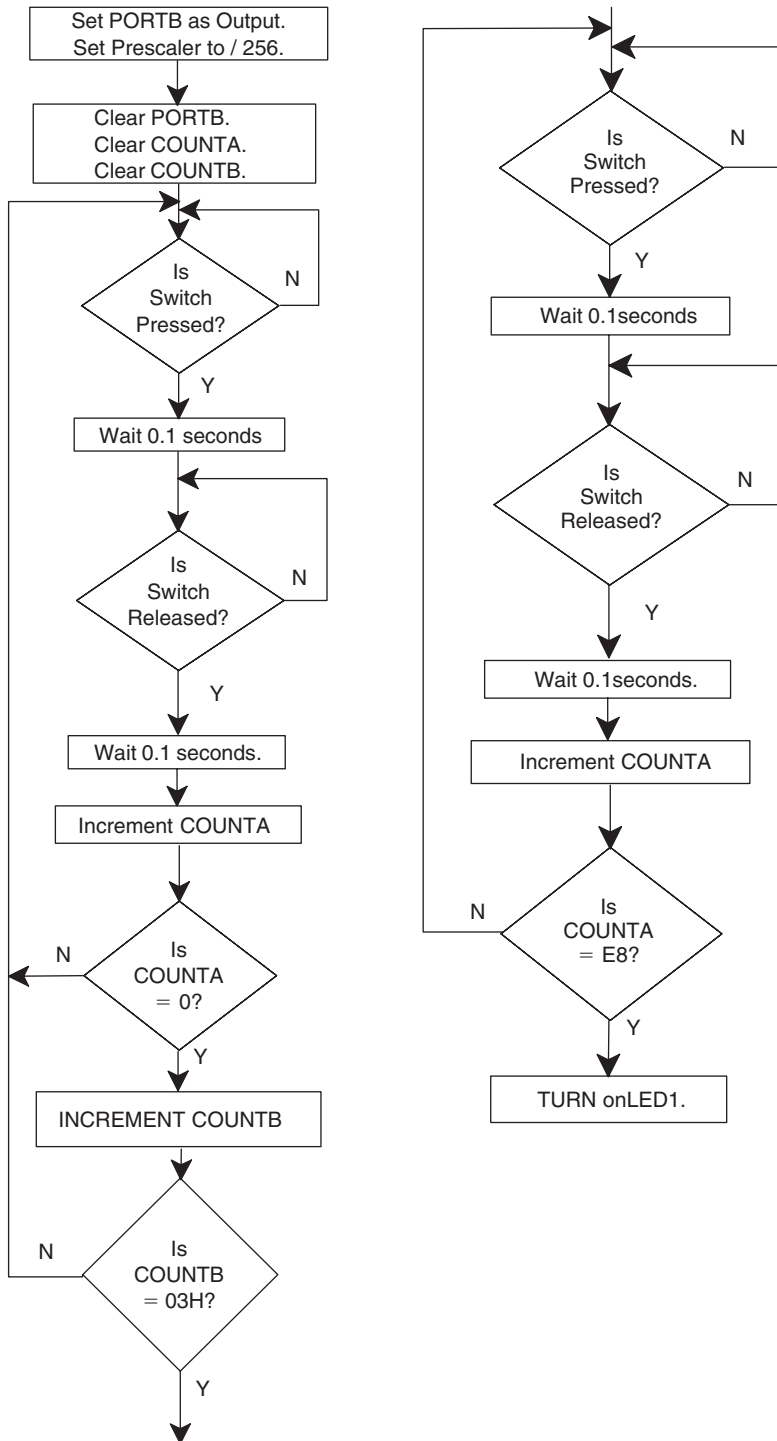 Set PORTB as Output.
Set Prescaler to / 256.
Clear PORTB.
Clear COUNTA.
Clear COUNTB.
Is
Switch
Pressed?
N
Y
Wait 0.1 seconds
Is
Switch
Released?
N
Y
Wait 0.1 seconds.
Increment COUNTA
Is
COUNTA
= 0?
N
Y
INCREMENT COUNTB
Is
COUNTB
= 03H?
N
Y
Is
Switch
Pressed?
N
Y
Wait 0.1seconds
Is
Switch
Released?
N
Y
Wait 0.1seconds.
Increment COUNTA
Is
COUNTA
= E8?
N
Y
TURN onLED1.